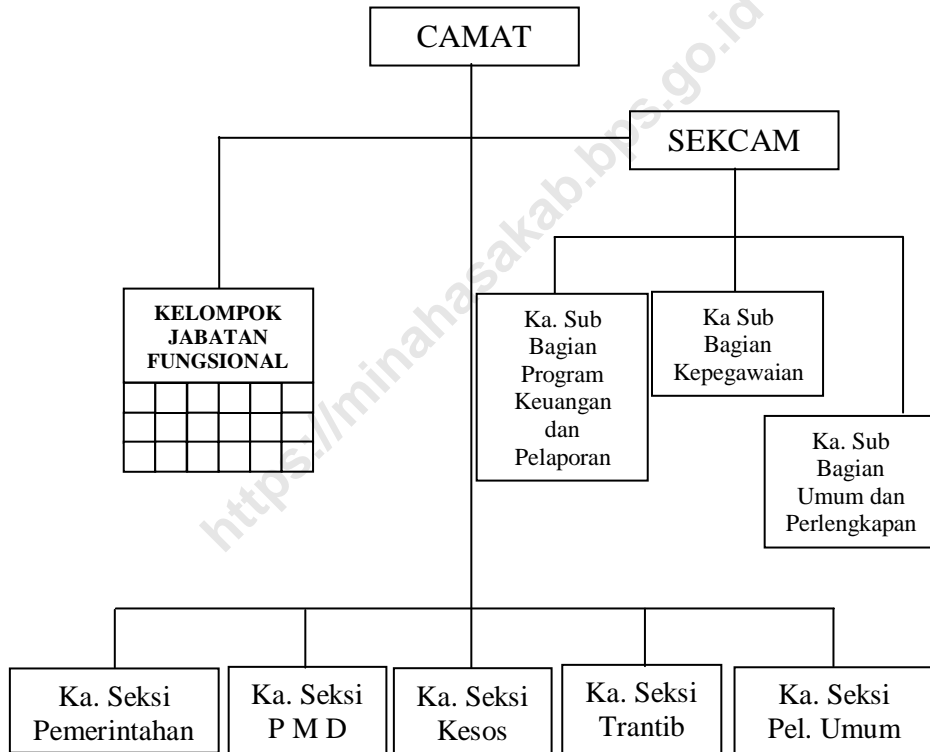 CAMAT
SEKCAM
KELOMPOK
JABATAN
FUNGSIONAL
Ka. Sub
Bagian
Program
Keuangan
dan
Pelaporan
Ka Sub
Bagian
Kepegawaian
Ka. Sub
Bagian
Umum dan
Perlengkapan
Ka. Seksi
Pemerintahan
Ka. Seksi
P M D
Ka. Seksi
Kesos
Ka. Seksi
Trantib
Ka. Seksi
Pel. Umum
https://minahasakab.bps.go.id